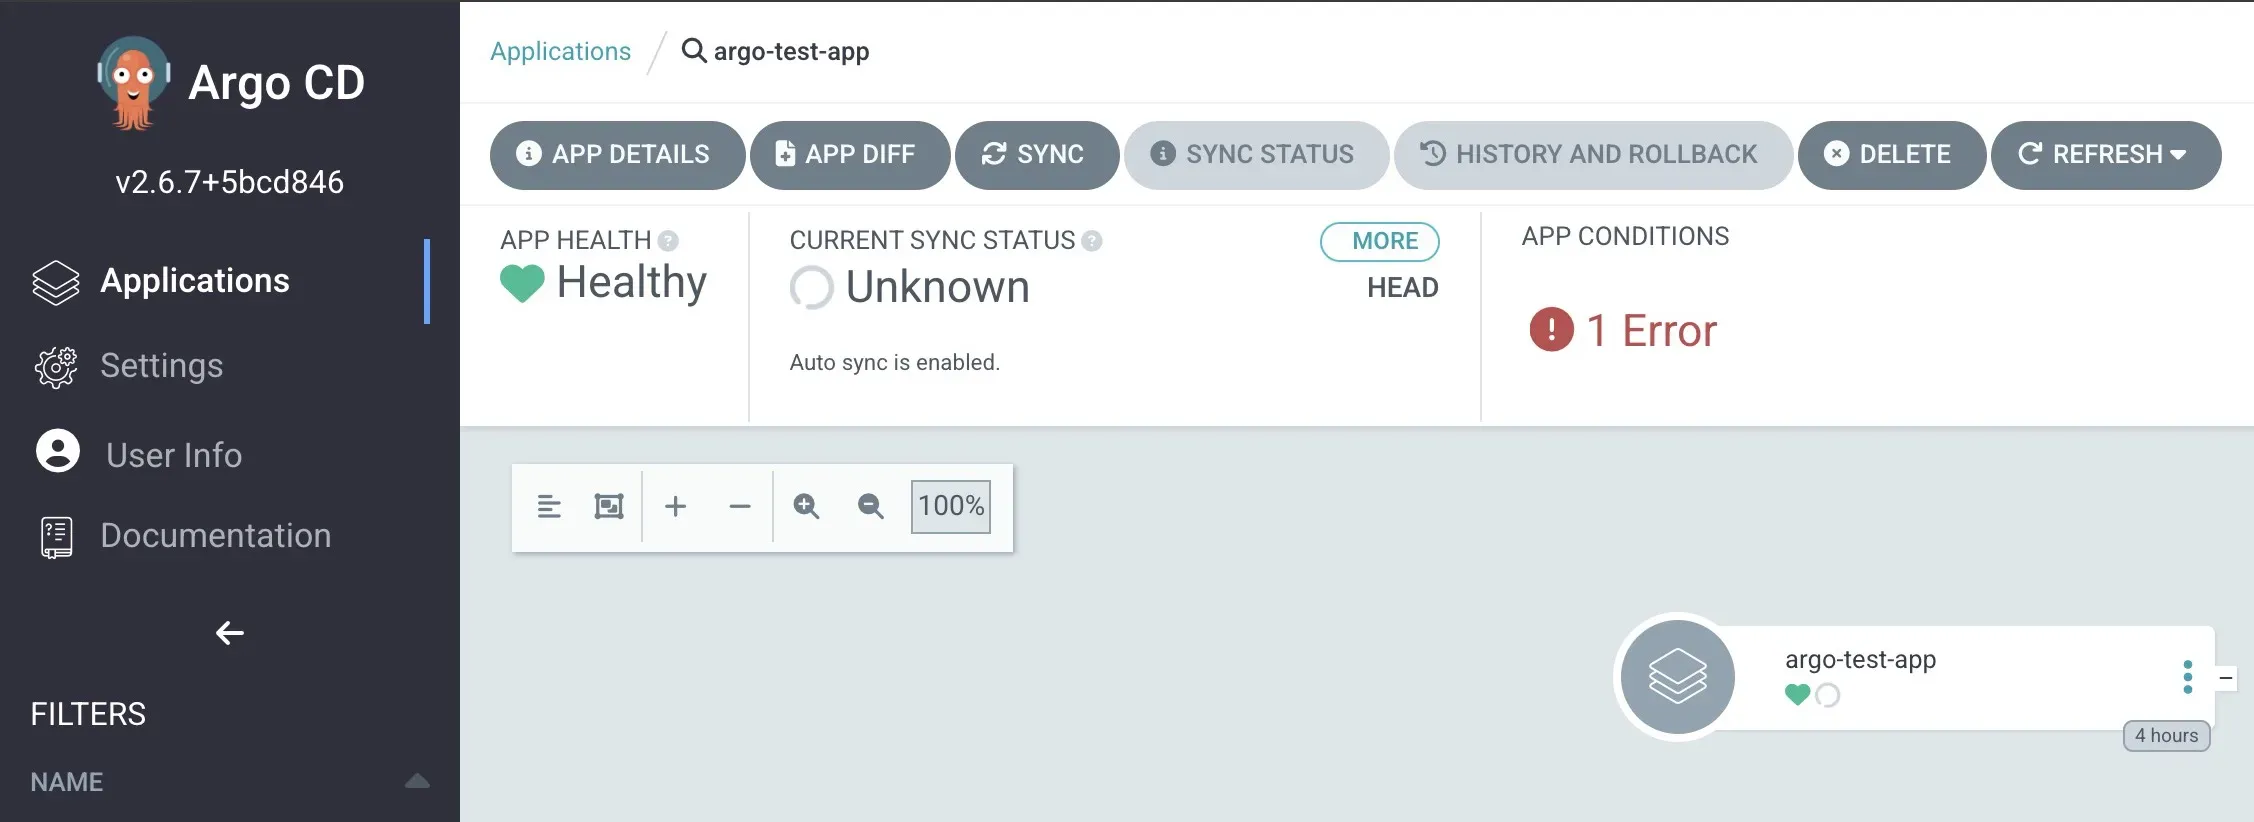 Argo CD
v2.6.7+5bcd846
Applications
Settings
User Info
Documentation
FILTERS
NAME
Applications / argo-test-app
APP DETAILS APP DIFF SYNC SYNC STATUS HISTORY AND ROLLBACK DELETE REFRESH
APP HEALTH
Healthy
CURRENT SYNC STATUS
MORE
Unknown
HEAD
Auto sync is enabled.
APP CONDITIONS
1 Error
100%
argo-test-app
4 hours